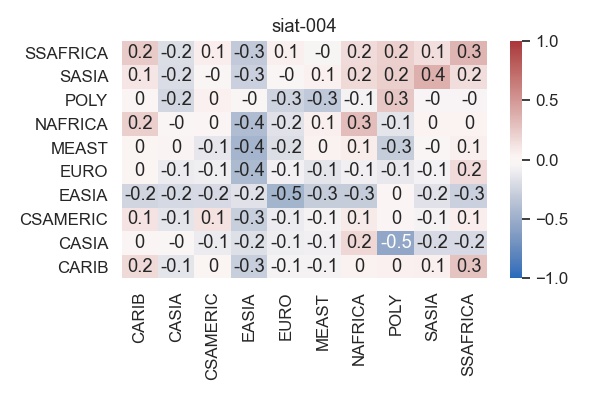 siat-004
SSAFRICA 0.2 -0.2 0.1 -0.3 0.1 -0 0.2 0.2 0.1 0.3
SASIA 0.1 -0.2 -0 -0.3 -0 0.1 0.2 0.2 0.4 0.2
POLY 0 -0.2 0 -0 -0.3 -0.3 -0.1 0.3 -0 -0
NAFRICA 0.2 -0 0 -0.4 -0.2 0.1 0.3 -0.1 0 0
MEAST 0 0 -0.1 -0.4 -0.2 0 0.1 -0.3 -0 0.1
EURO 0 -0.1 -0.1 -0.4 -0.1 -0.1 -0.1 -0.1 -0.1 0.2
EASIA -0.2 -0.2 -0.2 -0.2 -0.5 -0.3 -0.3 0 -0.2 -0.3
CSAMERIC 0.1 -0.1 0.1 -0.3 -0.1 -0.1 0.1 0 -0.1 0.1
CASIA 0 -0 -0.1 -0.2 -0.1 -0.1 0.2 -0.5 -0.2 -0.2
CARIB 0.2 -0.1 0 -0.3 -0.1 -0.1 0 0 0.1 0.3
CARIB CASIA CSAMERIC EASIA EURO MEAST NAFRICA POLY SASIA SSAFRICA
1.0
0.5
0.0
−0.5
−1.0